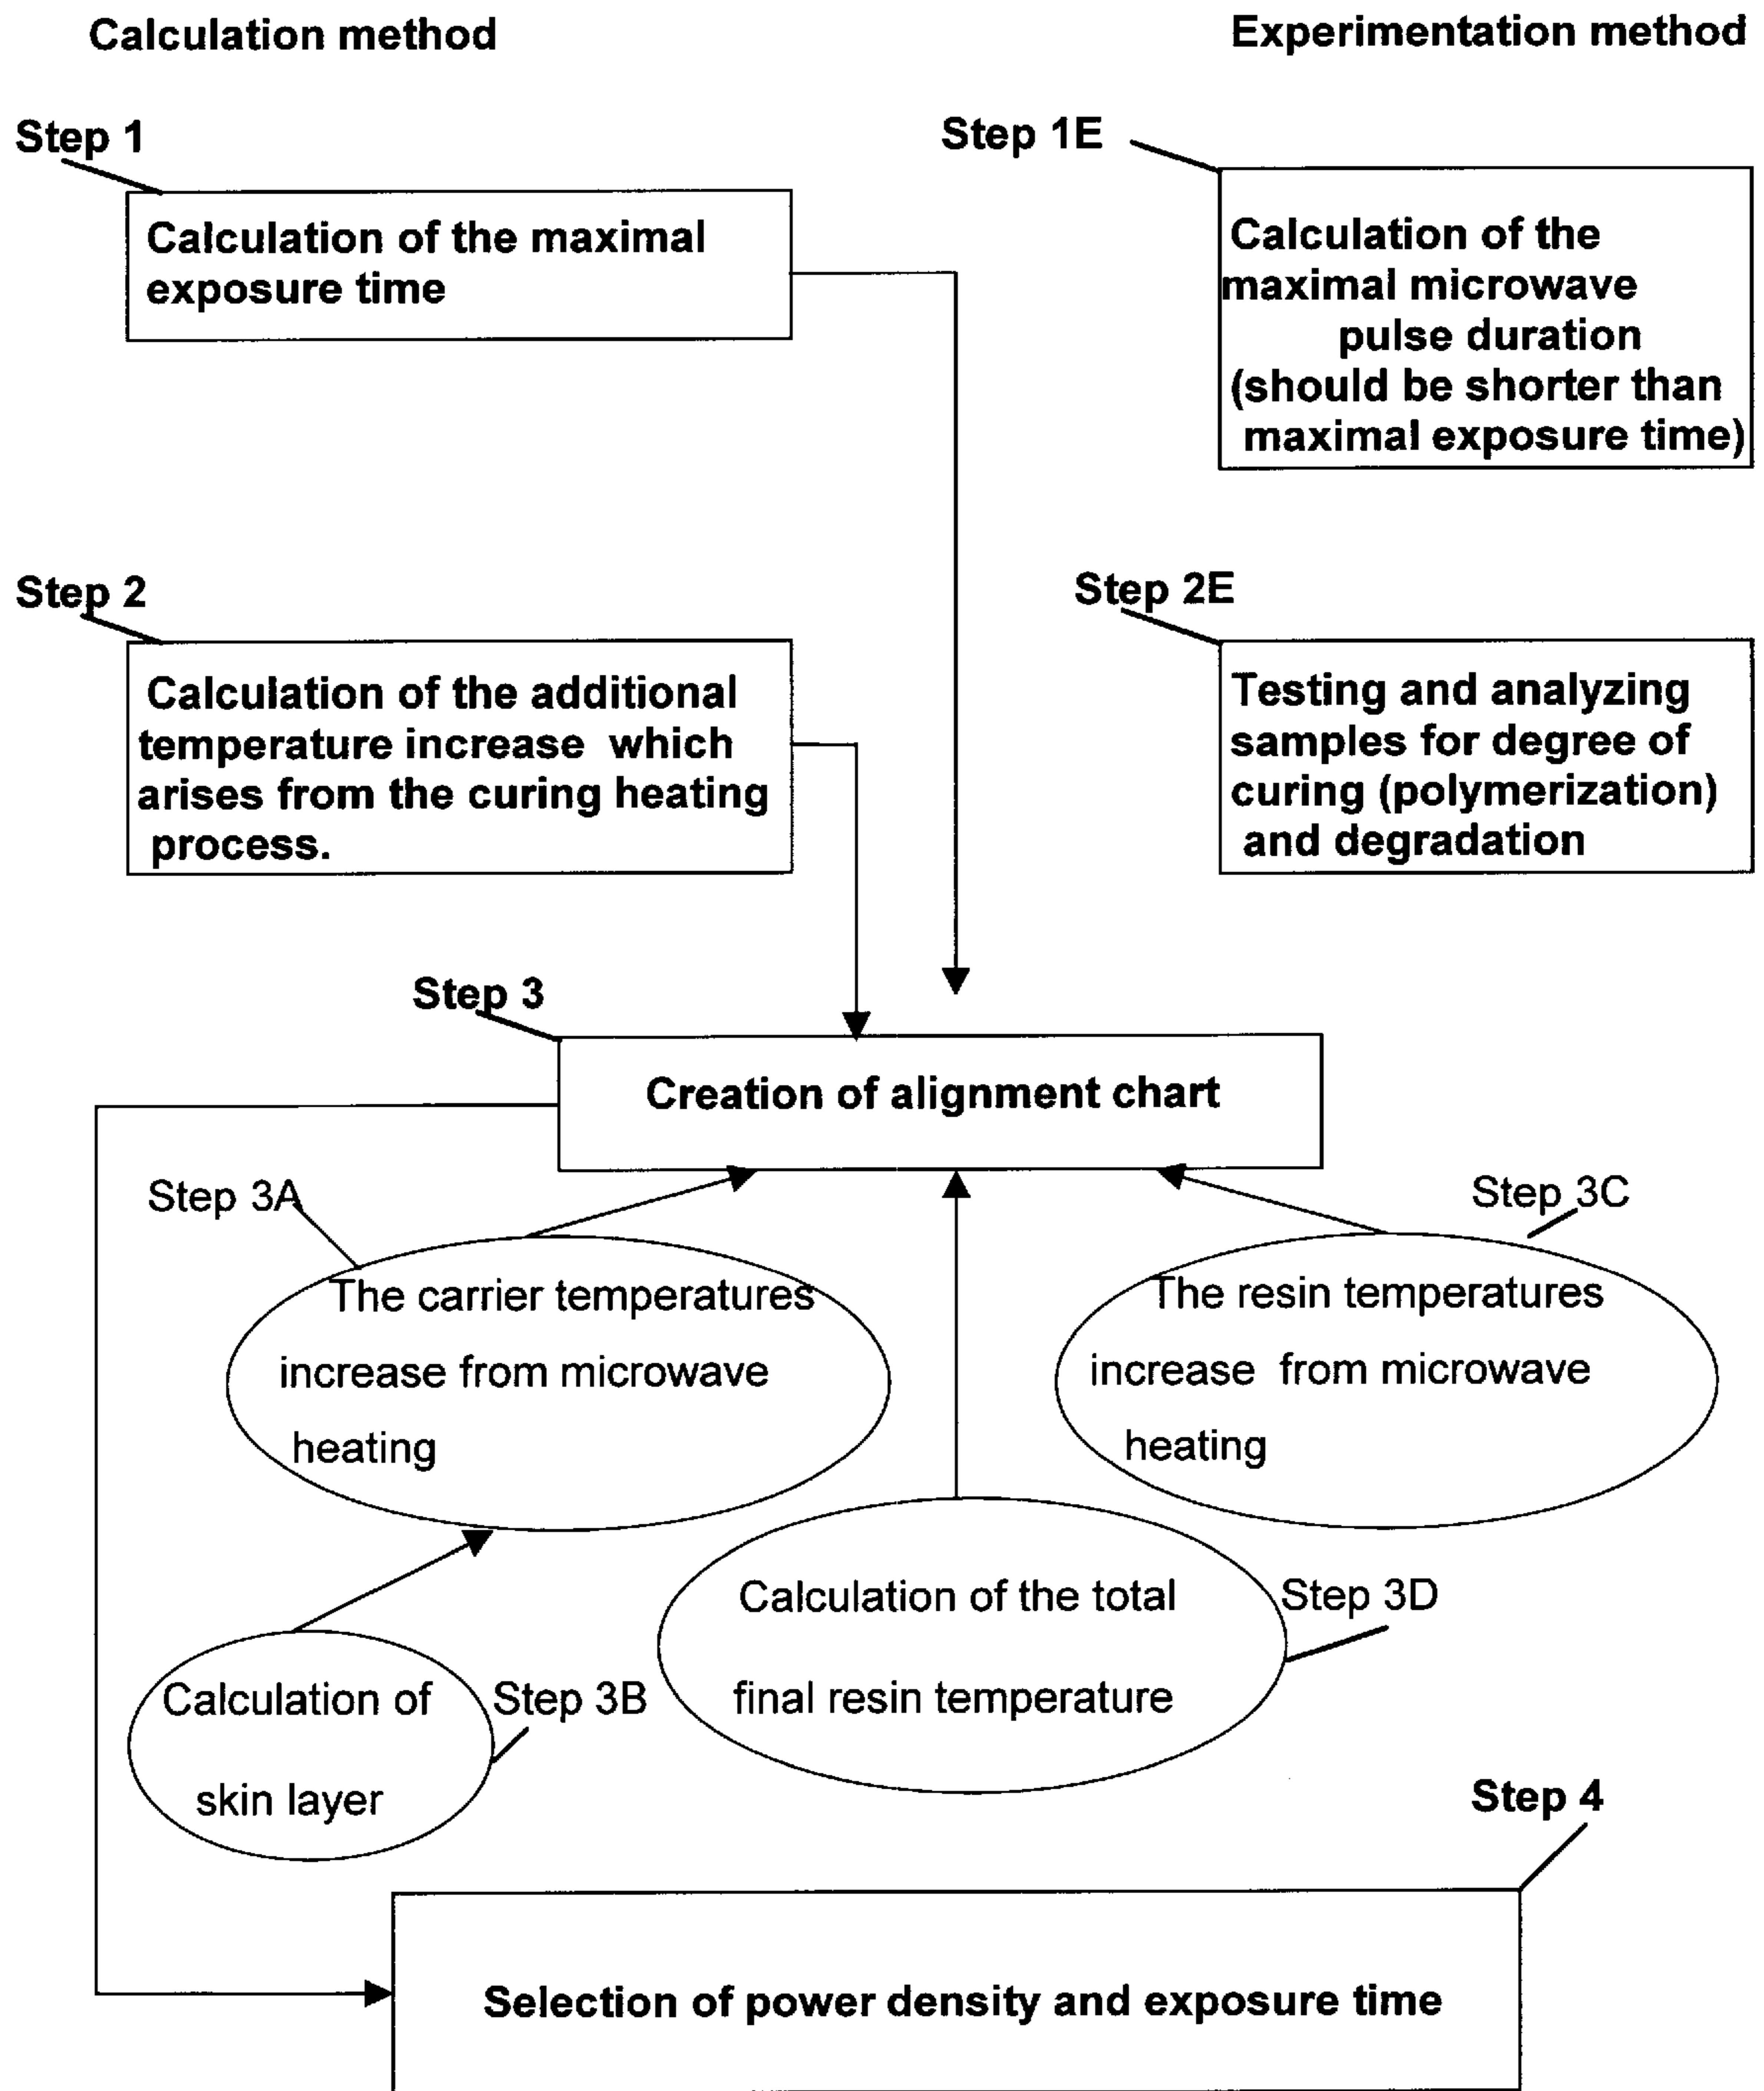 Calculation method
Experimentation method
Step 1
Step 1E
Calculation of the maximal
exposure time
Calculation of the
maximal microwave
pulse duration
(should be shorter than
maximal exposure time)
Step 2
Step 2E
Calculation of the additional
temperature increase which
arises from the curing heating
process.
Testing and analyzing
samples for degree of
curing (polymerization)
and degradation
Step 3
Creation of alignment chart
Step 3A
Step 3C
The carrier temperatures
increase from microwave
heating
The resin temperatures
increase from microwave
heating
Calculation of the total
final resin temperature
Step 3D
Calculation of
skin layer
Step 3B
Step 4
Selection of power density and exposure time